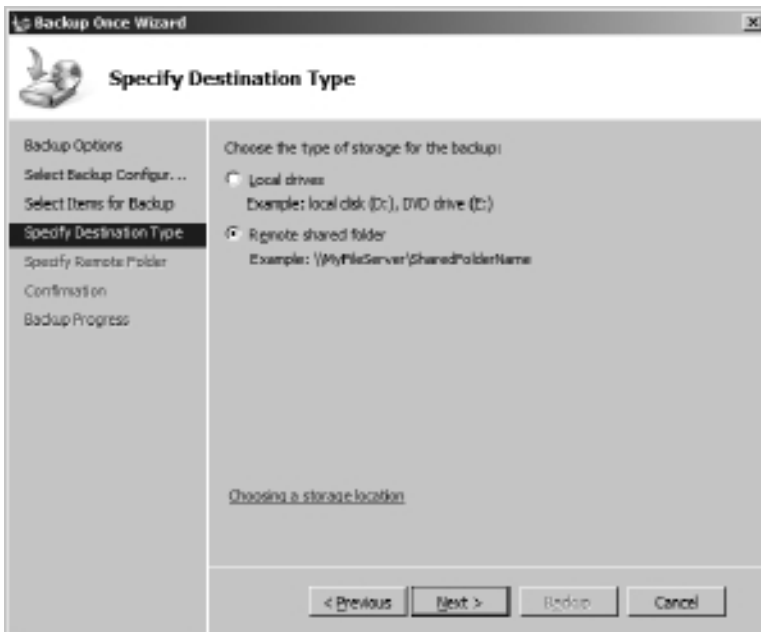 Backup Once Wizard
Specify Destination Type
Backup Options
Select Backup Configur...
Select Items for Backup
Specify Destination Type
Specify Remote Folder
Confirmation
Backup Progress
Choose the type of storage for the backup:
Local drives
Example: local disk (D:), DVD drive (E:)
Remote shared folder
Example: \\MyFileServer\SharedFolderName
Choosing a storage location
< Previous
Next >
Backup
Cancel